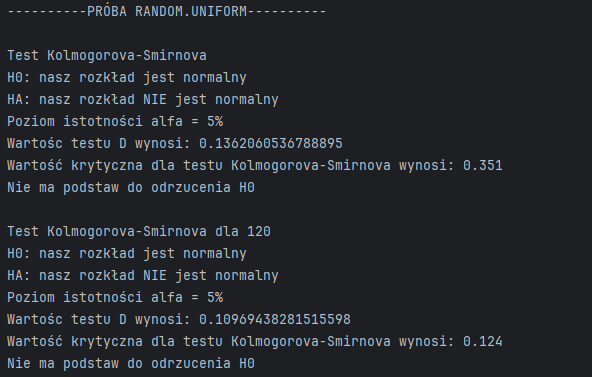 ----------PRÓBA RANDOM.UNIFORM----------
Test Kolmogorova-Smirnova
H0: nasz rozkład jest normalny
HA: nasz rozkład NIE jest normalny
Poziom istotności alfa = 5%
Wartośc testu D wynosi: 0.1362060536788895
Wartość krytyczna dla testu Kolmogorova-Smirnova wynosi: 0.351
Nie ma podstaw do odrzucenia H0
Test Kolmogorova-Smirnova dla 120
H0: nasz rozkład jest normalny
HA: nasz rozkład NIE jest normalny
Poziom istotności alfa = 5%
Wartośc testu D wynosi: 0.10969438281515598
Wartość krytyczna dla testu Kolmogorova-Smirnova wynosi: 0.124
Nie ma podstaw do odrzucenia H0